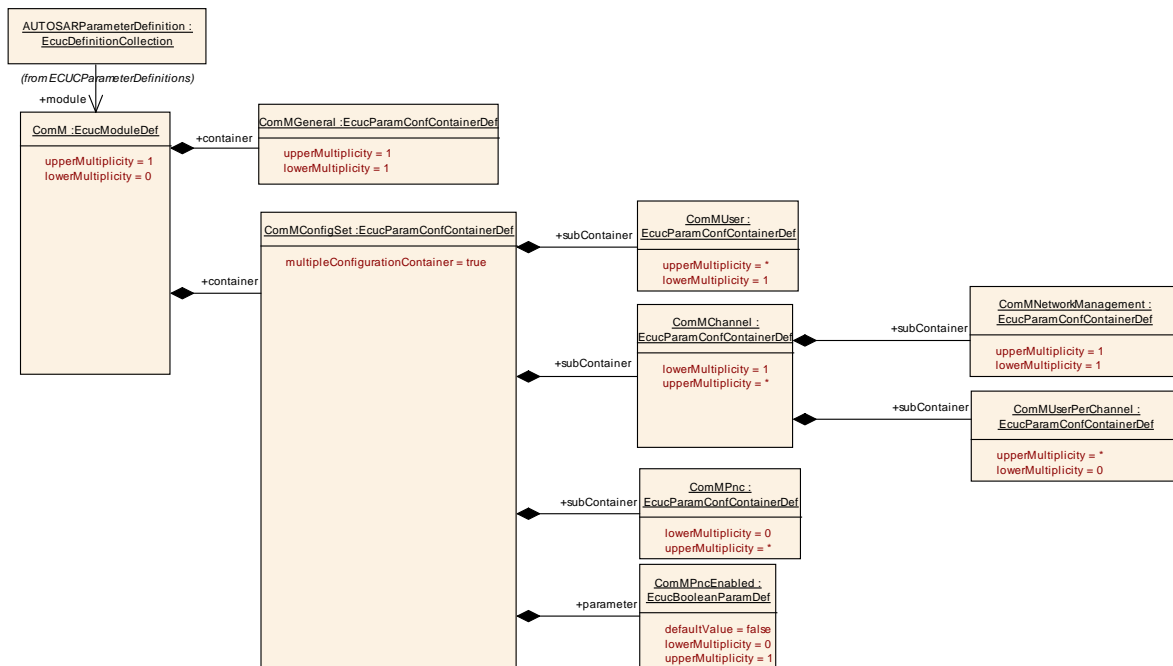 AUTOSARParameterDefinition :
EcucDefinitionCollection
(from ECUCParameterDefinitions)
+module
ComM :EcucModuleDef
upperMultiplicity = 1
lowerMultiplicity = 0
+container
ComMGeneral :EcucParamConfContainerDef
upperMultiplicity = 1
lowerMultiplicity = 1
+container
ComMConfigSet :EcucParamConfContainerDef
multipleConfigurationContainer = true
+subContainer
ComMUser :
EcucParamConfContainerDef
upperMultiplicity = *
lowerMultiplicity = 1
+subContainer
ComMChannel :
EcucParamConfContainerDef
lowerMultiplicity = 1
upperMultiplicity = *
+subContainer
ComMNetworkManagement :
EcucParamConfContainerDef
upperMultiplicity = 1
lowerMultiplicity = 1
+subContainer
ComMUserPerChannel :
EcucParamConfContainerDef
upperMultiplicity = *
lowerMultiplicity = 0
+subContainer
ComMPnc :
EcucParamConfContainerDef
lowerMultiplicity = 0
upperMultiplicity = *
+parameter
ComMPncEnabled :
EcucBooleanParamDef
defaultValue = false
lowerMultiplicity = 0
upperMultiplicity = 1